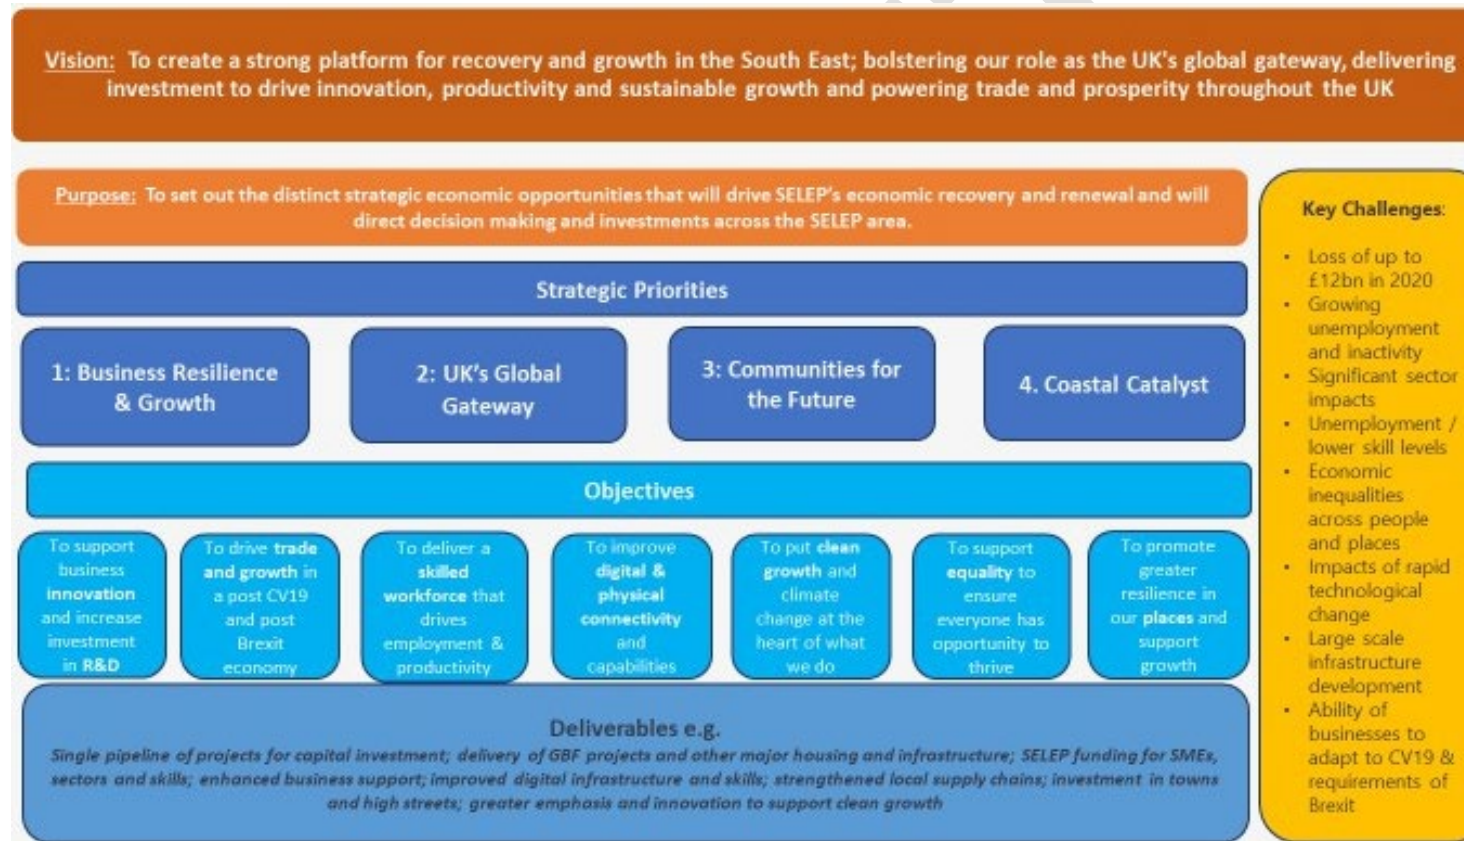 Vision: To create a strong platform for recovery and growth in the South East; bolstering our role as the UK's global gateway, delivering
investment to drive innovation, productivity and sustainable growth and powering trade and prosperity throughout the UK
Purpose: To set out the distinct strategic economic opportunities that will drive SELEP's economic recovery and renewal and will
direct decision making and investments across the SELEP area.
Strategic Priorities
1: Business Resilience
& Growth
2: UK's Global
Gateway
3: Communities for
the Future
4. Coastal Catalyst
Objectives
To support
business
innovation
and increase
investment
in R&D
To drive trade
and growth in
a post CV19
and post
Brexit
economy
To deliver a
skilled
workforce that
drives
employment &
productivity
To improve
digital &
physical
connectivity
and
capabilities
To put clean
growth and
climate
change at the
heart of what
we do
To support
equality to
ensure
everyone has
opportunity to
thrive
To promote
greater
resilience in
our places and
support
growth
Deliverables e.g.
Single pipeline of projects for capital investment; delivery of GBF projects and other major housing and infrastructure; SELEP funding for SMEs,
sectors and skills; enhanced business support; improved digital infrastructure and skills; strengthened local supply chains; investment in towns
and high streets; greater emphasis and innovation to support clean growth
Key Challenges:
• Loss of up to
£12bn in 2020
• Growing
unemployment
and inactivity
• Significant sector
impacts
• Unemployment /
lower skill levels
• Economic
inequalities
across people
and places
• Impacts of rapid
technological
change
• Large scale
infrastructure
development
• Ability of
businesses to
adapt to CV19 &
requirements of
Brexit